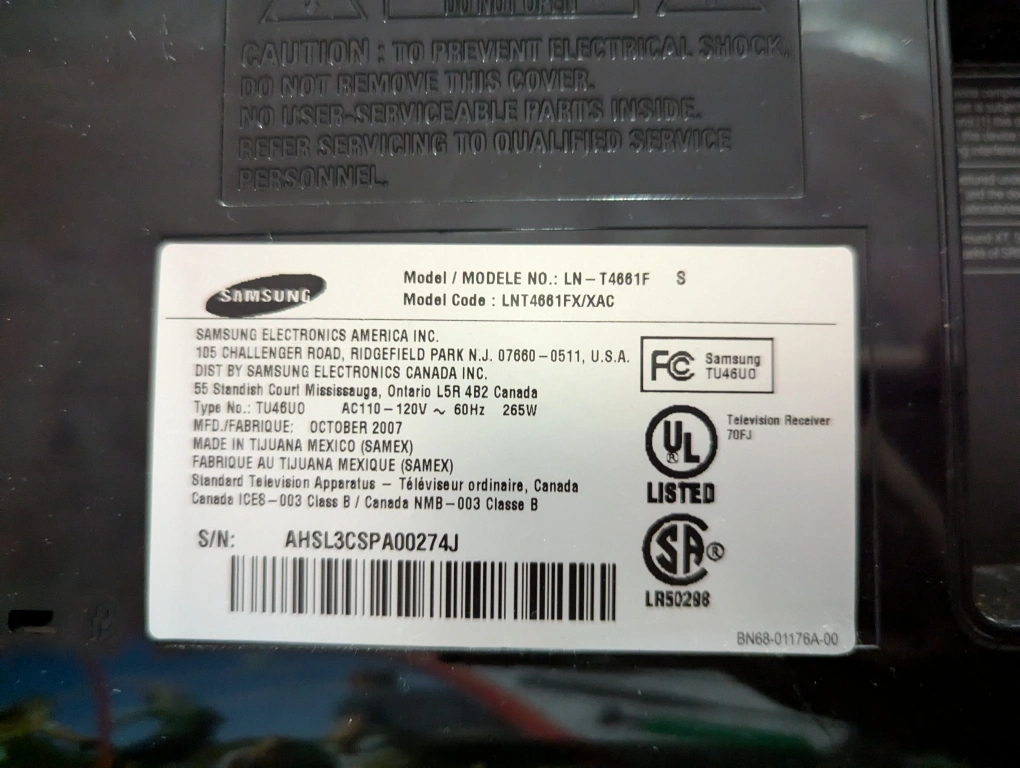 DO NOT OPEN
CAUTION : TO PREVENT ELECTRICAL SHOCK,
DO NOT REMOVE THIS COVER.
NO USER-SERVICEABLE PARTS INSIDE.
REFER SERVICING TO QUALIFIED SERVICE
PERSONNEL.
SAMSUNG
Model / MODELE NO.: LN-T4661F S
Model Code : LNT4661FX/XAC
SAMSUNG ELECTRONICS AMERICA INC.
105 CHALLENGER ROAD, RIDGEFIELD PARK N.J. 07660-0511, U.S.A.
DIST BY SAMSUNG ELECTRONICS CANADA INC.
55 Standish Court Mississauga, Ontario L5R 4B2 Canada
Type No.: TU46UO AC110-120V ~ 60Hz 265W
MFD./FABRIQUE: OCTOBER 2007
MADE IN TIJUANA MEXICO (SAMEX)
FABRIQUE AU TIJUANA MEXIQUE (SAMEX)
Standard Television Apparatus - Téléviseur ordinaire, Canada
Canada ICES-003 Class B / Canada NMB-003 Classe B
S/N: AHSL3CSPA00274J
FC Samsung
TU46UO
UL ® Television Receiver
70FJ
LISTED
SA ®
LR50298
BN68-01176A-00